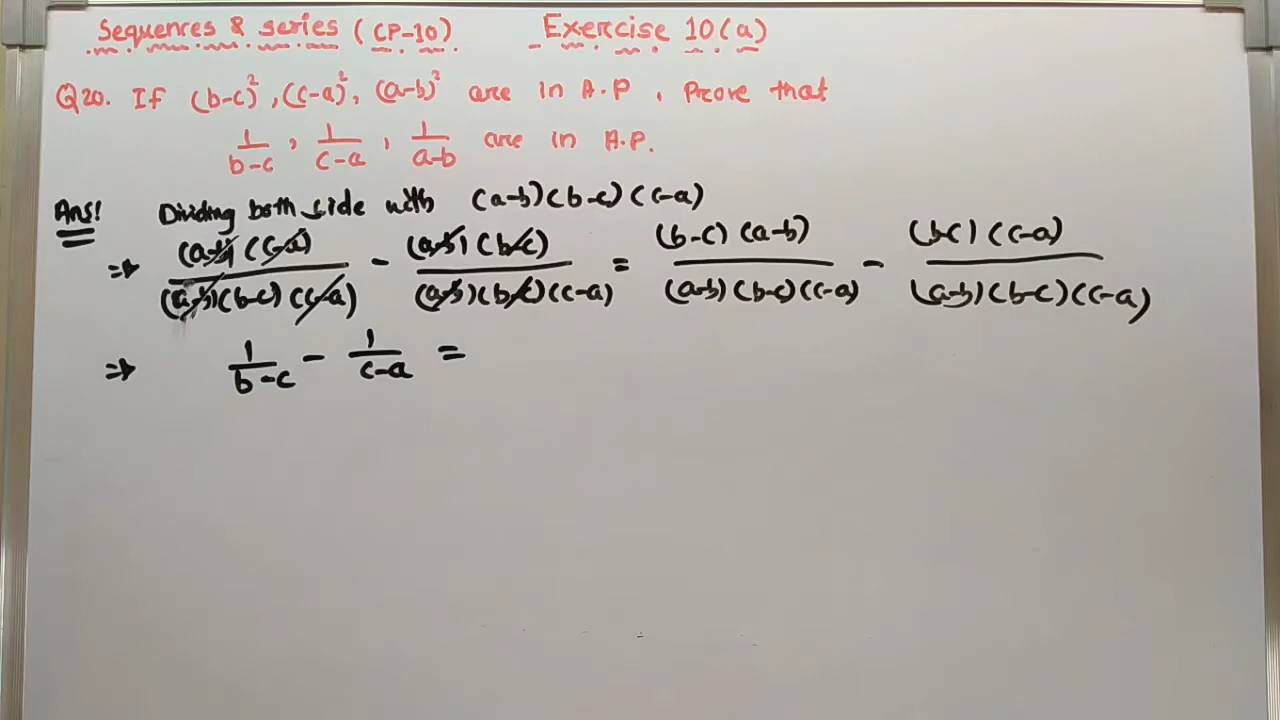 Sequences & series (CP-10) Exercise 10(a)
Q20. If (b-c)², (c-a)², (a-b)² are in A.P, Prove that
1/(b-c), 1/(c-a), 1/(a-b) are in A.P.
Ans! Dividing both side with (a-b)(b-c)(c-a)
⇒ (a-b)(c-a)/(a-b)(b-c)(c-a) - (a-b)(b-c)/(a-b)(b-c)(c-a) = (b-c)(a-b)/(a-b)(b-c)(c-a) - (b-c)(c-a)/(a-b)(b-c)(c-a)
⇒ 1/(b-c) - 1/(c-a) =